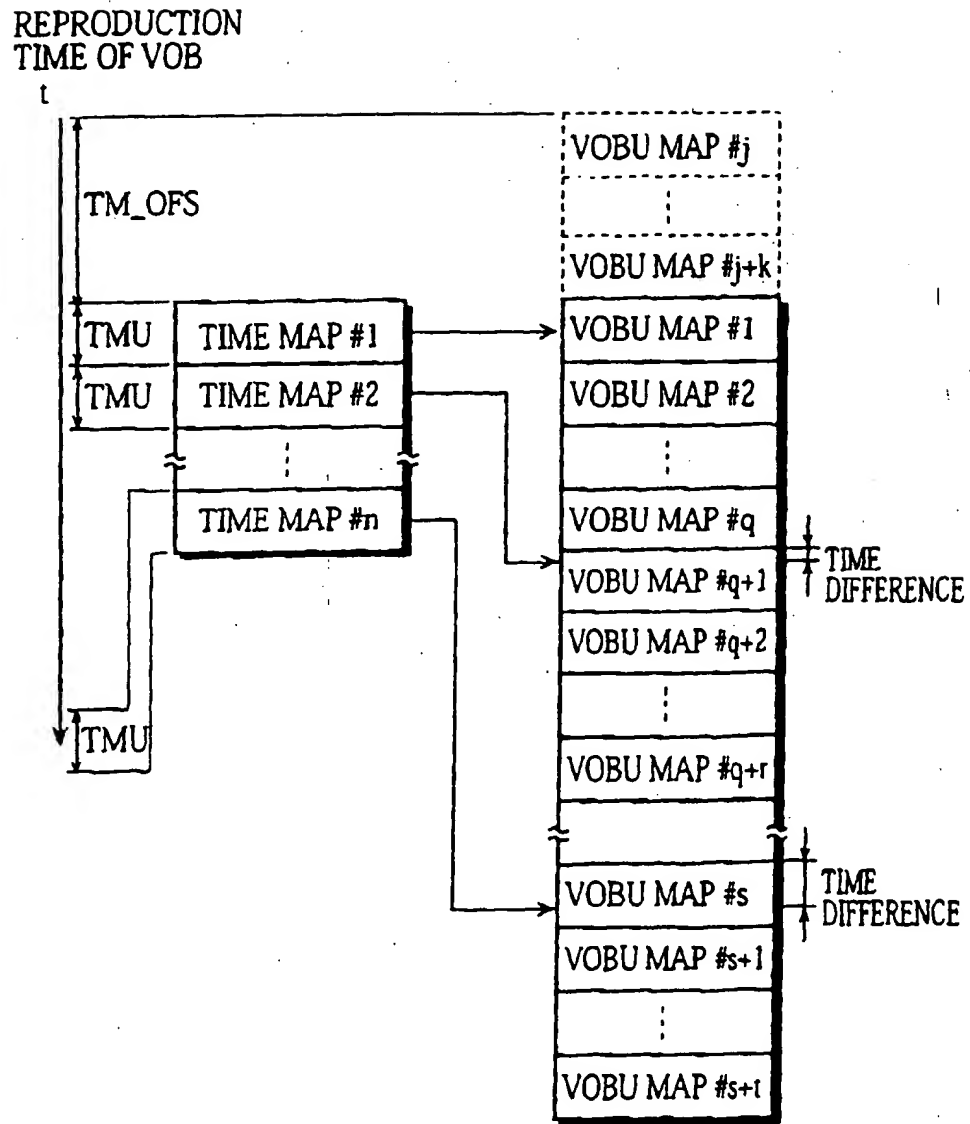 REPRODUCTION
TIME OF VOB
t
TM_OFS
TMU
TMU
TMU
TIME MAP #1
TIME MAP #2
TIME MAP #n
VOBU MAP #j
VOBU MAP #j+k
VOBU MAP #1
VOBU MAP #2
VOBU MAP #q
VOBU MAP #q+1
VOBU MAP #q+2
VOBU MAP #q+r
VOBU MAP #s
VOBU MAP #s+1
VOBU MAP #s+t
TIME
DIFFERENCE
TIME
DIFFERENCE